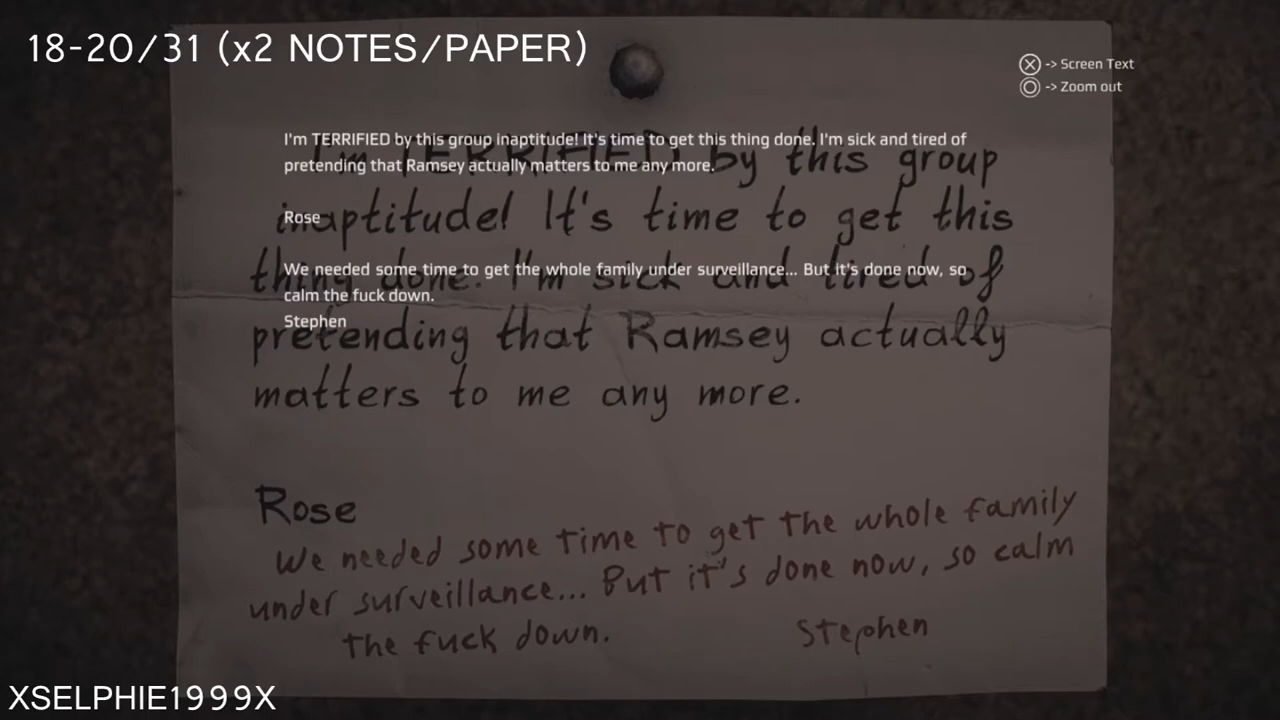 18-20/31 (x2 NOTES/PAPER)
-> Screen Text
-> Zoom out
I'm TERRIFIED by this group inaptitude! It's time to get this thing done. I'm sick and tired of
pretending that Ramsey actually matters to me any more.
Rose
We needed some time to get the whole family under surveillance... But it's done now, so
calm the fuck down.
Stephen
I'm TERRIFIED by this group
inaptitude! It's time to get this
thing done. I'm sick and tired of
pretending that Ramsey actually
matters to me any more.
Rose
We needed some time to get the whole family
under surveillance... But it's done now, so calm
the fuck down.
Stephen
XSELPHIE1999X